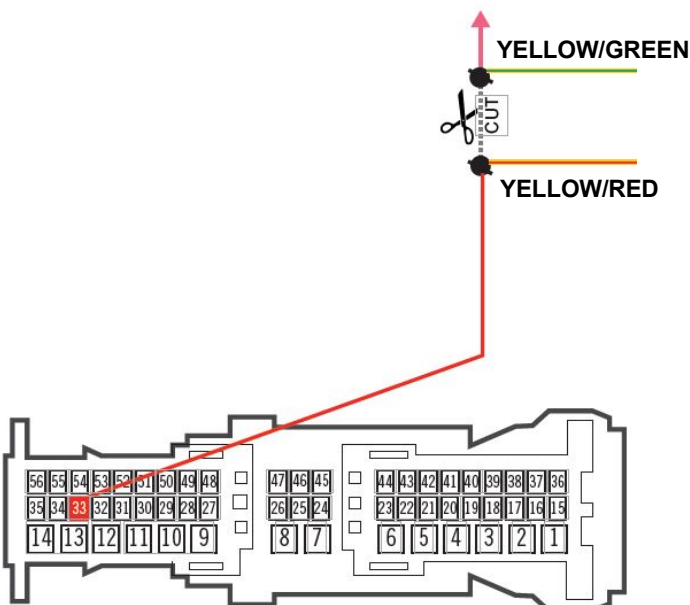 YELLOW/GREEN
CUT
YELLOW/RED
56 55 54 53 52 51 50 49 48 47 46 45 44 43 42 41 40 39 38 37 36
35 34 33 32 31 30 29 28 27 26 25 24 23 22 21 20 19 18 17 16 15
14 13 12 11 10 9 8 7 6 5 4 3 2 1